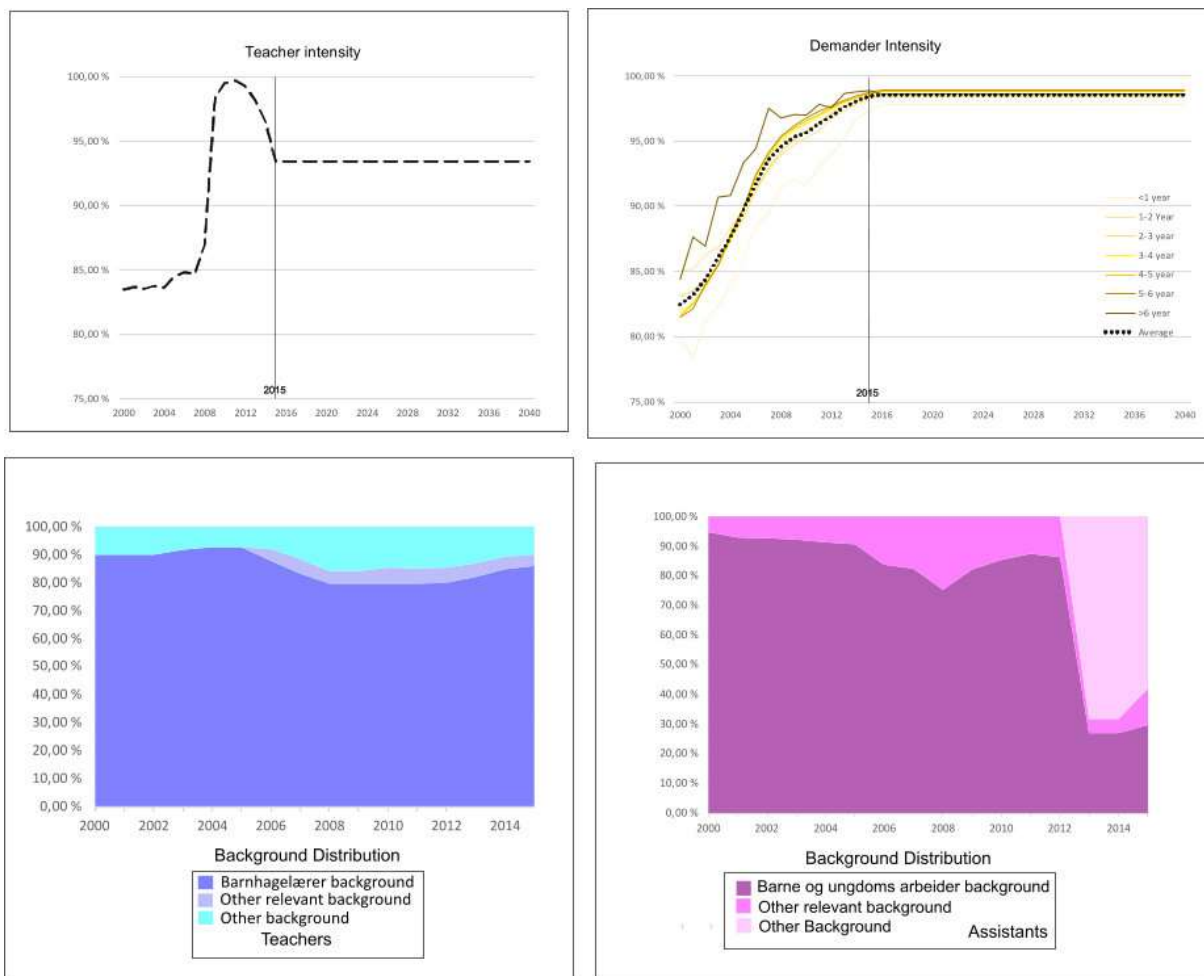 Teacher intensity
100,00 %
95,00 %
90,00 %
85,00 %
80,00 %
75,00 %
2015
2000 2004 2008 2012 2016 2020 2024 2028 2032 2036 2040
Demander Intensity
100,00 %
95,00 %
90,00 %
85,00 %
80,00 %
75,00 %
<1 year
1-2 Year
2-3 year
3-4 year
4-5 year
5-6 year
>6 year
Average
2015
2000 2004 2008 2012 2016 2020 2024 2028 2032 2036 2040
100,00 %
90,00 %
80,00 %
70,00 %
60,00 %
50,00 %
40,00 %
30,00 %
20,00 %
10,00 %
0,00 %
2000 2002 2004 2006 2008 2010 2012 2014
Background Distribution
Barnhagelærer background
Other relevant background
Other background
Teachers
100,00 %
90,00 %
80,00 %
70,00 %
60,00 %
50,00 %
40,00 %
30,00 %
20,00 %
10,00 %
0,00 %
2000 2002 2004 2006 2008 2010 2012 2014
Background Distribution
Barne og ungdoms arbeider background
Other relevant background
Other Background
Assistants